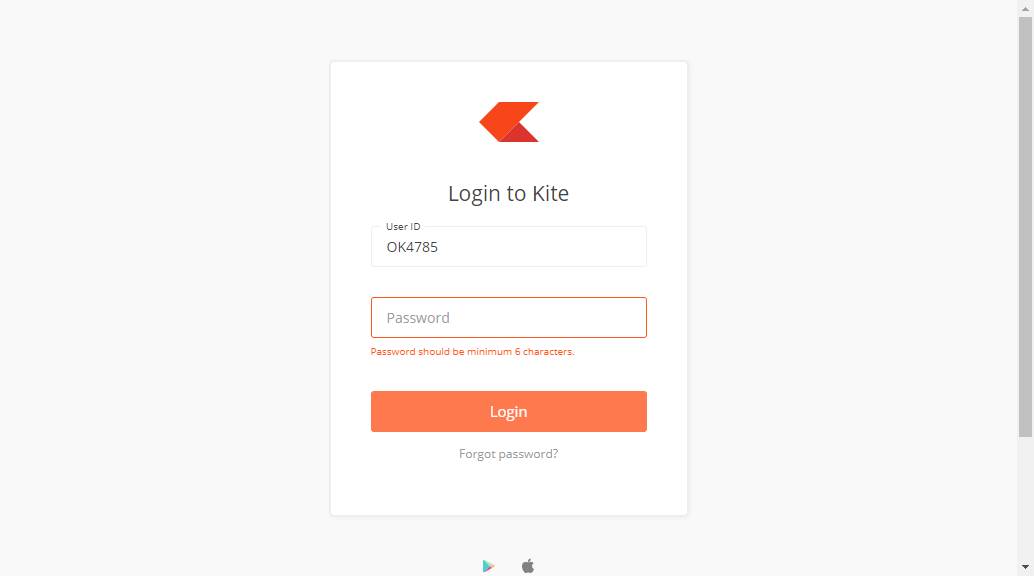 Login to Kite
User ID
OK4785
Password
Password should be minimum 6 characters.
Login
Forgot password?